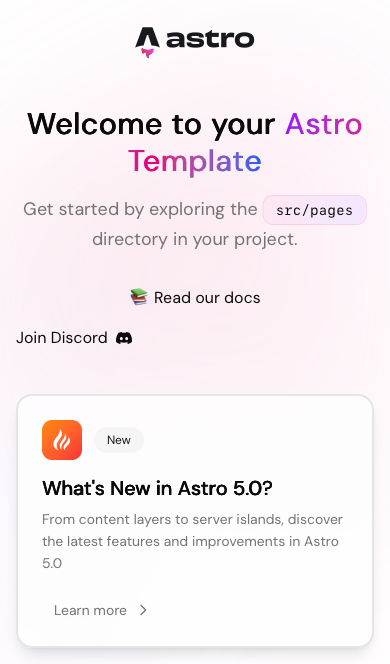 astro
Welcome to your Astro
Template
Get started by exploring the src/pages
directory in your project.
Read our docs
Join Discord
New
What's New in Astro 5.0?
From content layers to server islands, discover
the latest features and improvements in Astro
5.0
Learn more